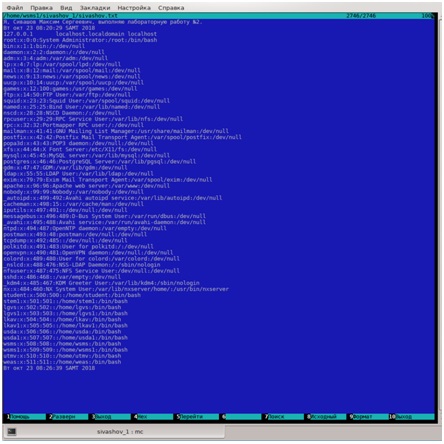 Файл Правка Вид Закладки Настройка Справка
/home/wsms1/sivashov_1/sivashov.txt 2746/2746 100%
Я, Сивашов Максим Сергеевич, выполняю лабораторную работу №2.
Вт окт 23 08:26:29 SAMT 2018
127.0.0.1 localhost.localdomain localhost
root:x:0:0:System Administrator:/root:/bin/bash
bin:x:1:1:bin:/:/dev/null
daemon:x:2:2:daemon:/:/dev/null
adm:x:3:4:adm:/var/adm:/dev/null
lp:x:4:7:lp:/var/spool/lpd:/dev/null
mail:x:8:12:mail:/var/spool/mail:/dev/null
news:x:9:13:news:/var/spool/news:/dev/null
uucp:x:10:14:uucp:/var/spool/uucp:/dev/null
games:x:12:100:games:/usr/games:/dev/null
ftp:x:14:50:FTP User:/var/ftp:/dev/null
squid:x:23:23:Squid User:/var/spool/squid:/dev/null
named:x:25:25:Bind User:/var/lib/named:/dev/null
nscd:x:28:28:NSCD Daemon:/:/dev/null
rpcuser:x:29:29:RPC Service User:/var/lib/nfs:/dev/null
rpc:x:32:32:Portmapper RPC user:/:/dev/null
mailman:x:41:41:GNU Mailing List Manager:/usr/share/mailman:/dev/null
postfix:x:42:42:Postfix Mail Transport Agent:/var/spool/postfix:/dev/null
pop3ad:x:43:43:POP3 daemon:/dev/null:/dev/null
xfs:x:44:44:X Font Server:/etc/X11/fs:/dev/null
mysql:x:45:45:MySQL server:/var/lib/mysql:/dev/null
postgres:x:46:46:PostgreSQL Server:/var/lib/pgsql:/dev/null
gdm:x:47:47:GDM:/var/lib/gdm:/dev/null
ldap:x:55:55:LDAP User:/var/lib/ldap:/dev/null
exim:x:79:79:Exim Mail Transport Agent:/var/spool/exim:/dev/null
apache:x:96:96:Apache web server:/var/www:/dev/null
nobody:x:99:99:Nobody:/var/nobody:/dev/null
_autoipd:x:499:492:Avahi autoipd service:/var/lib/autoipd:/dev/null
cacheman:x:498:15::/var/cache/man:/dev/null
iputils:x:497:491::/dev/null:/dev/null
messagebus:x:496:489:D-Bus System User:/var/run/dbus:/dev/null
_avahi:x:495:488:Avahi service:/var/run/avahi-daemon:/dev/null
ntpd:x:494:487:OpenNTP daemon:/var/empty:/dev/null
postman:x:493:48:postman:/dev/null:/dev/null
tcpdump:x:492:485::/dev/null:/dev/null
polkitd:x:491:483:User for polkitd:/:/dev/null
openvpn:x:490:481:OpenVPN daemon:/dev/null:/dev/null
colord:x:489:480:User for colord:/var/colord:/dev/null
_nslcd:x:488:476:NSS-LDAP Daemon:/:/sbin/nologin
nfsuser:x:487:475:NFS Service User:/dev/null:/dev/null
sshd:x:486:468::/var/empty:/dev/null
_kdm4:x:485:467:KDM Greeter User:/var/lib/kdm4:/sbin/nologin
nx:x:484:460:NX System User:/var/lib/nxserver/home/:/usr/bin/nxserver
student:x:500:500::/home/student:/bin/bash
stem1:x:501:501::/home/stem1:/bin/bash
lgvs:x:502:502::/home/lgvs:/bin/bash
lgvs1:x:503:503::/home/lgvs1:/bin/bash
lkav:x:504:504::/home/lkav:/bin/bash
lkav1:x:505:505::/home/lkav1:/bin/bash
usda:x:506:506::/home/usda:/bin/bash
usda1:x:507:507::/home/usda1:/bin/bash
wsms:x:508:508::/home/wsms:/bin/bash
wsms1:x:509:509::/home/wsms1:/bin/bash
utmv:x:510:510::/home/utmv:/bin/bash
weas:x:511:511::/home/weas:/bin/bash
Вт окт 23 08:26:39 SAMT 2018
1Помощь 2Разверн 3Выход 4Hex 5Перейти 6 7Поиск 8Исходный 9Формат 10Выход
sivashov_1 : mc